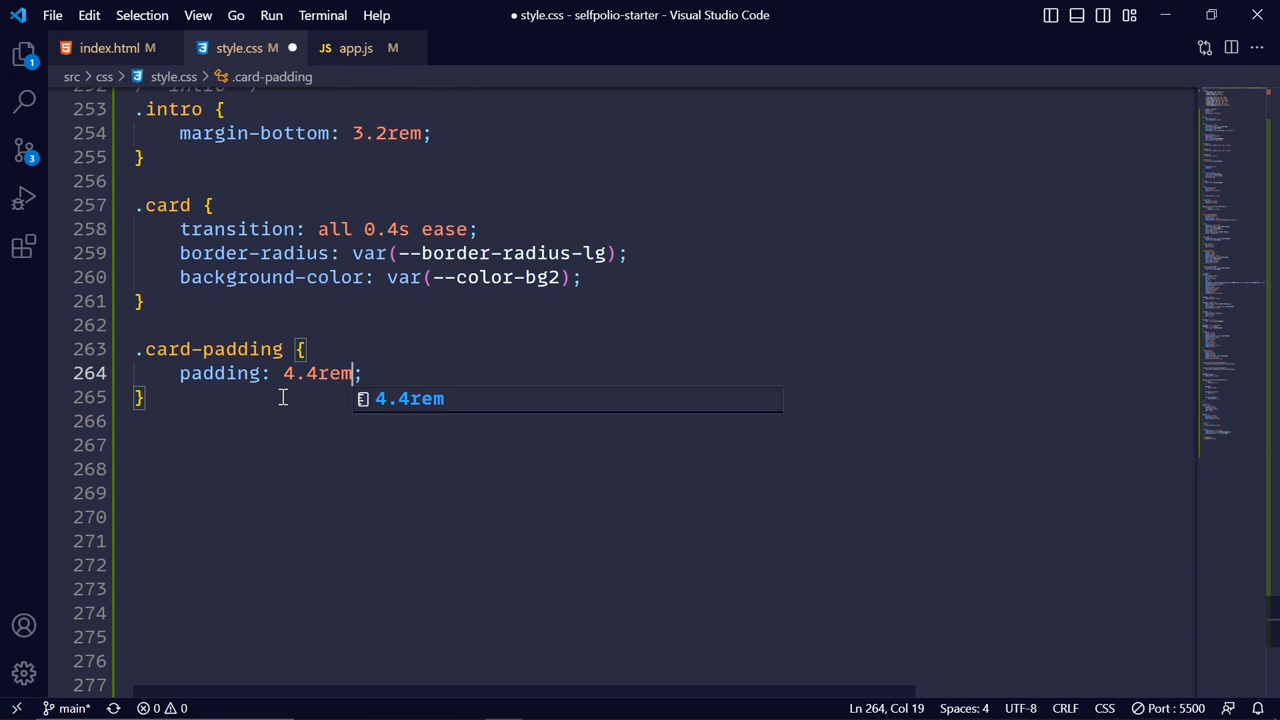 File Edit Selection View Go Run Terminal Help
● style.css - selfpolio-starter - Visual Studio Code
index.html M style.css M JS app.js M
src > css > style.css > .card-padding
252 /* intro */
253 .intro {
254 margin-bottom: 3.2rem;
255 }
256
257 .card {
258 transition: all 0.4s ease;
259 border-radius: var(--border-radius-lg);
260 background-color: var(--color-bg2);
261 }
262
263 .card-padding {
264 padding: 4.4rem;
265 }
4.4rem
266
267
268
269
270
271
272
273
274
275
276
277
1
3
main* 0 0 Ln 264, Col 19 Spaces: 4 UTF-8 CRLF CSS Port : 5500